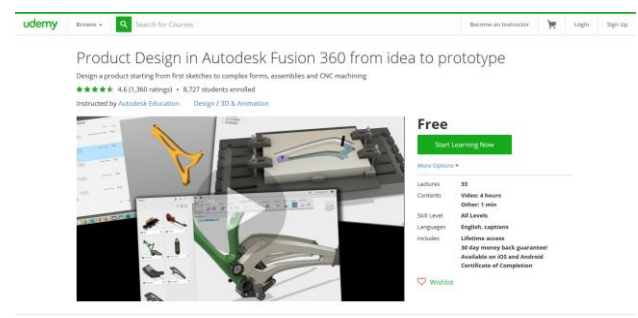 udemy Browse Search for Courses Become an Instructor Login Sign Up
Product Design in Autodesk Fusion 360 from idea to prototype
Design a product starting from first sketches to complex forms, assemblies and CNC machining
4.6 (1,360 ratings) • 8,727 students enrolled
Instructed by Autodesk Education Design / 3D & Animation
Free
Start Learning Now
More Options
Lectures 33
Contents Video: 4 hours
Other: 1 min
Skill Level All Levels
Languages English, captions
Includes Lifetime access
30 day money back guarantee!
Available on iOS and Android
Certificate of Completion
Wishlist